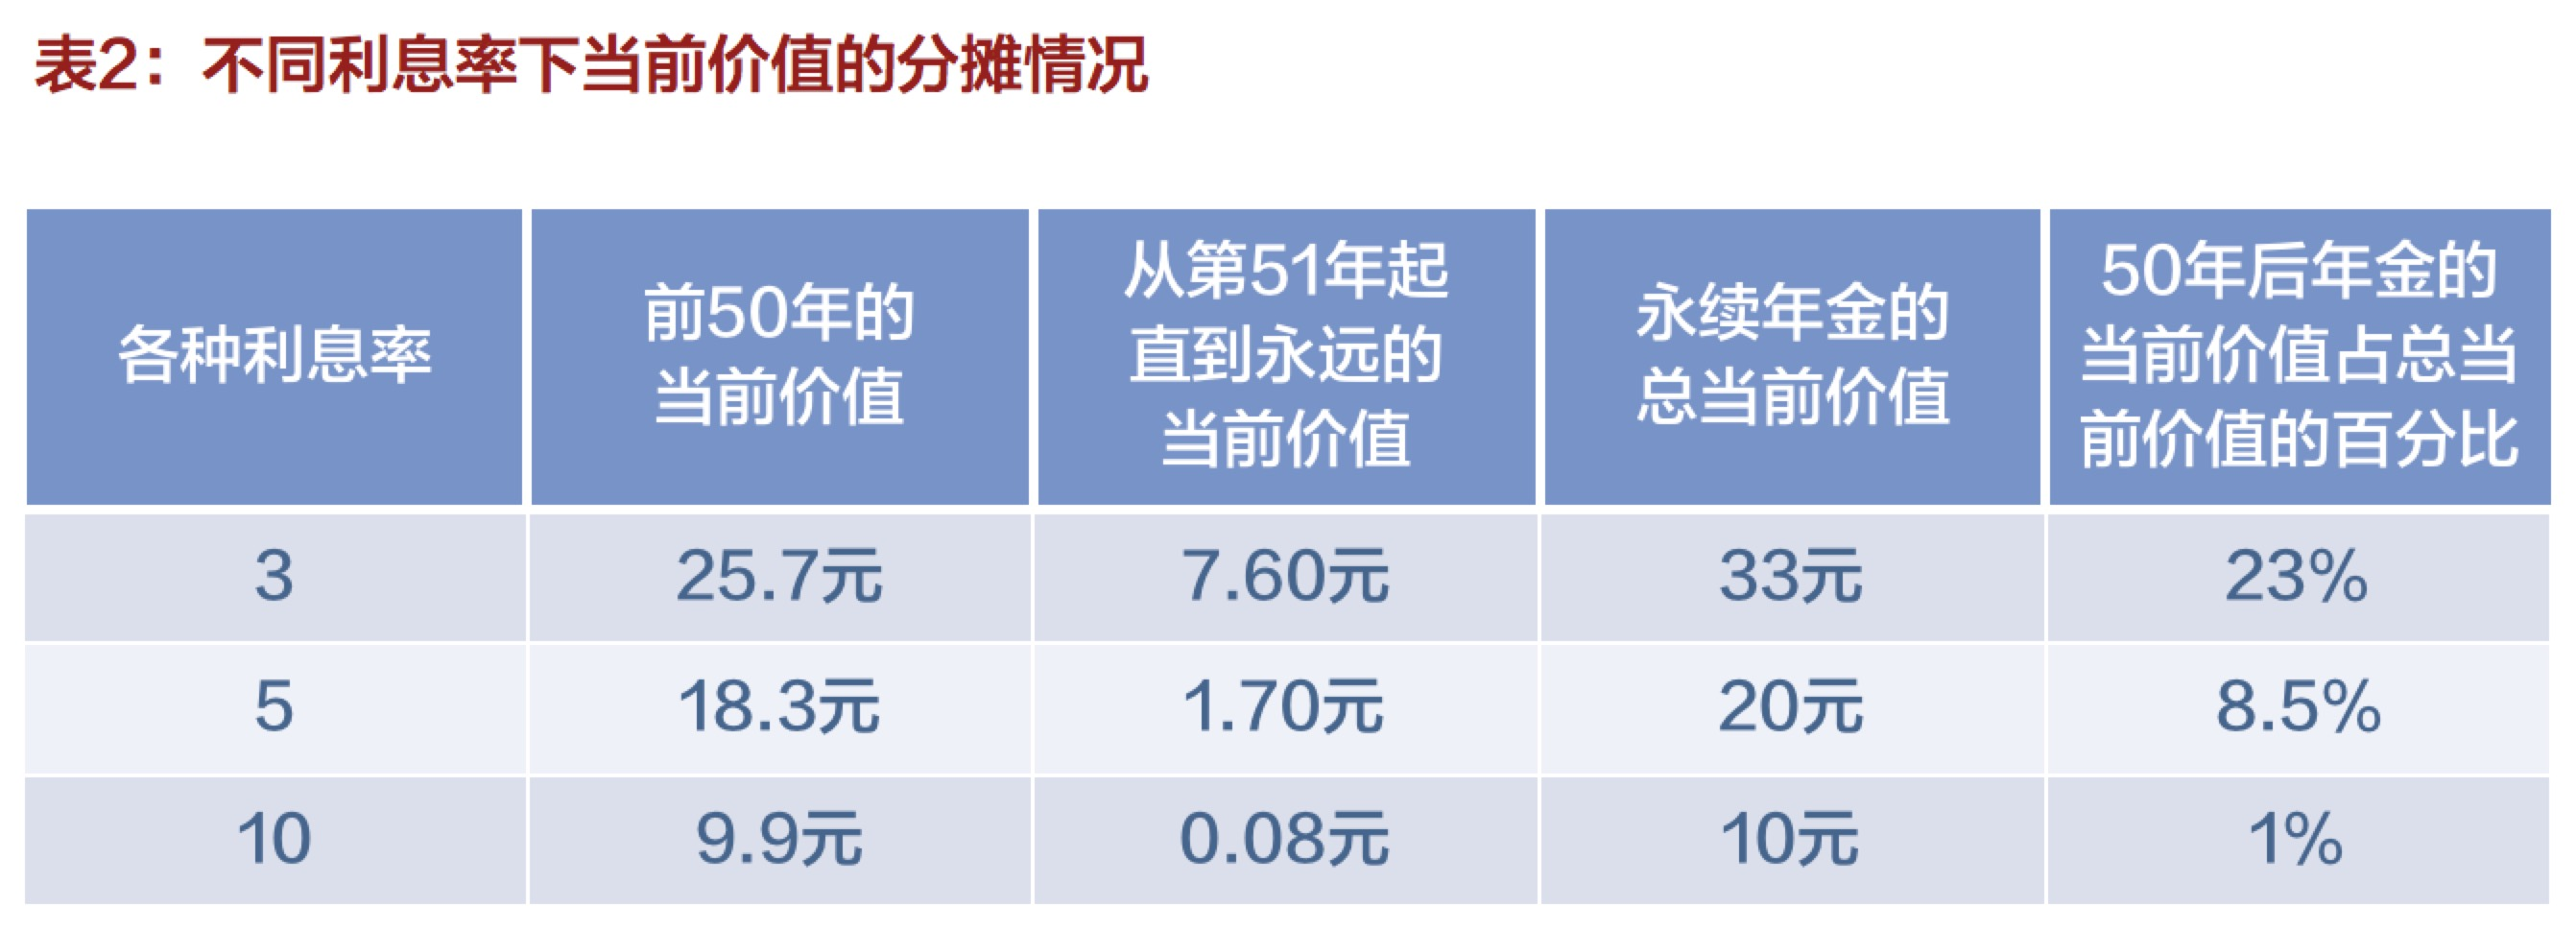 表2：不同利息率下当前价值的分摊情况
各种利息率
前50年的
当前价值
从第51年起
直到永远的
当前价值
永续年金的
总当前价值
50年后年金的
当前价值占总当
前价值的百分比
3
25.7元
7.60元
33元
23%
5
18.3元
1.70元
20元
8.5%
10
9.9元
0.08元
10元
1%